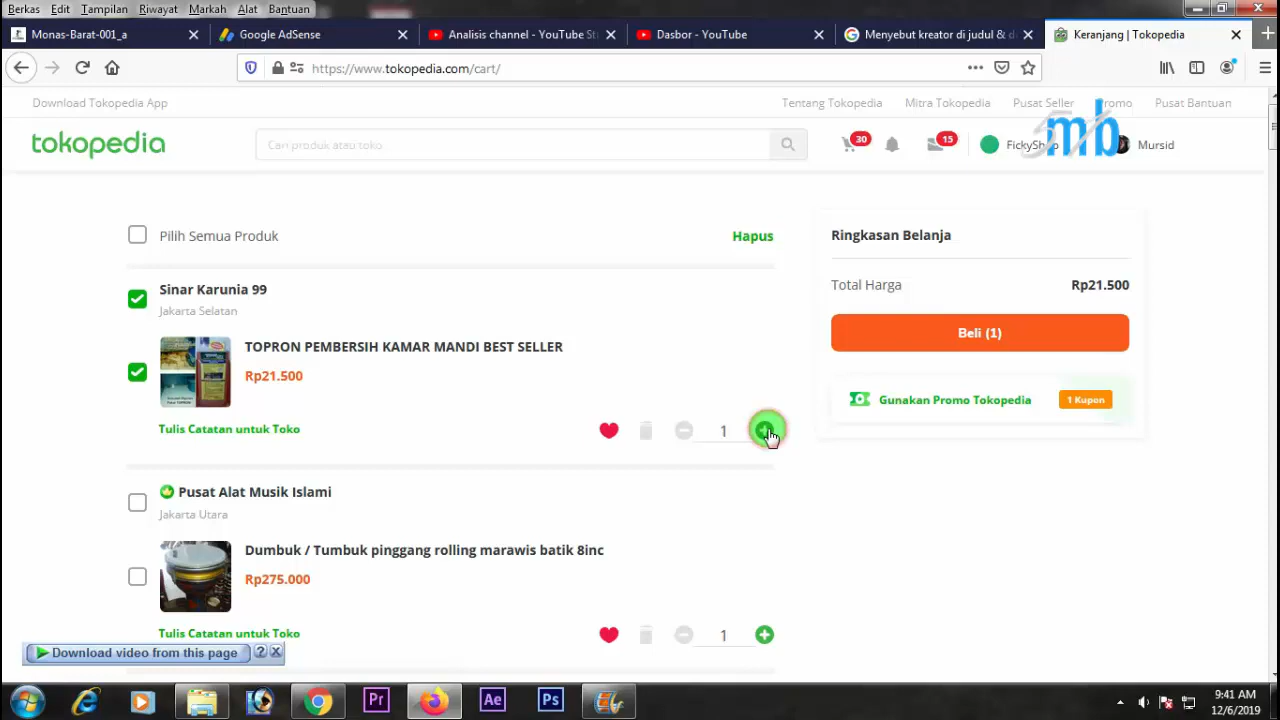 Berkas Edit Tampilan Riwayat Markah Alat Bantuan
Monas-Barat-001_a
Google AdSense
Analisis channel - YouTube St
Dasbor - YouTube
Menyebut kreator di judul & d
Keranjang | Tokopedia
https://www.tokopedia.com/cart/
Download Tokopedia App
Tentang Tokopedia Mitra Tokopedia Pusat Seller Promo Pusat Bantuan
tokopedia
Cari produk atau toko
30
15
FickyShop
mb
Mursid
Pilih Semua Produk
Hapus
Sinar Karunia 99
Jakarta Selatan
TOPRON PEMBERSIH KAMAR MANDI BEST SELLER
Rp21.500
Tulis Catatan untuk Toko
1
Pusat Alat Musik Islami
Jakarta Utara
Dumbuk / Tumbuk pinggang rolling marawis batik 8inc
Rp275.000
Tulis Catatan untuk Toko
1
Ringkasan Belanja
Total Harga Rp21.500
Beli (1)
Gunakan Promo Tokopedia
1 Kupon
Download video from this page ?
Pr
Ae
Ps
9:41 AM
12/6/2019